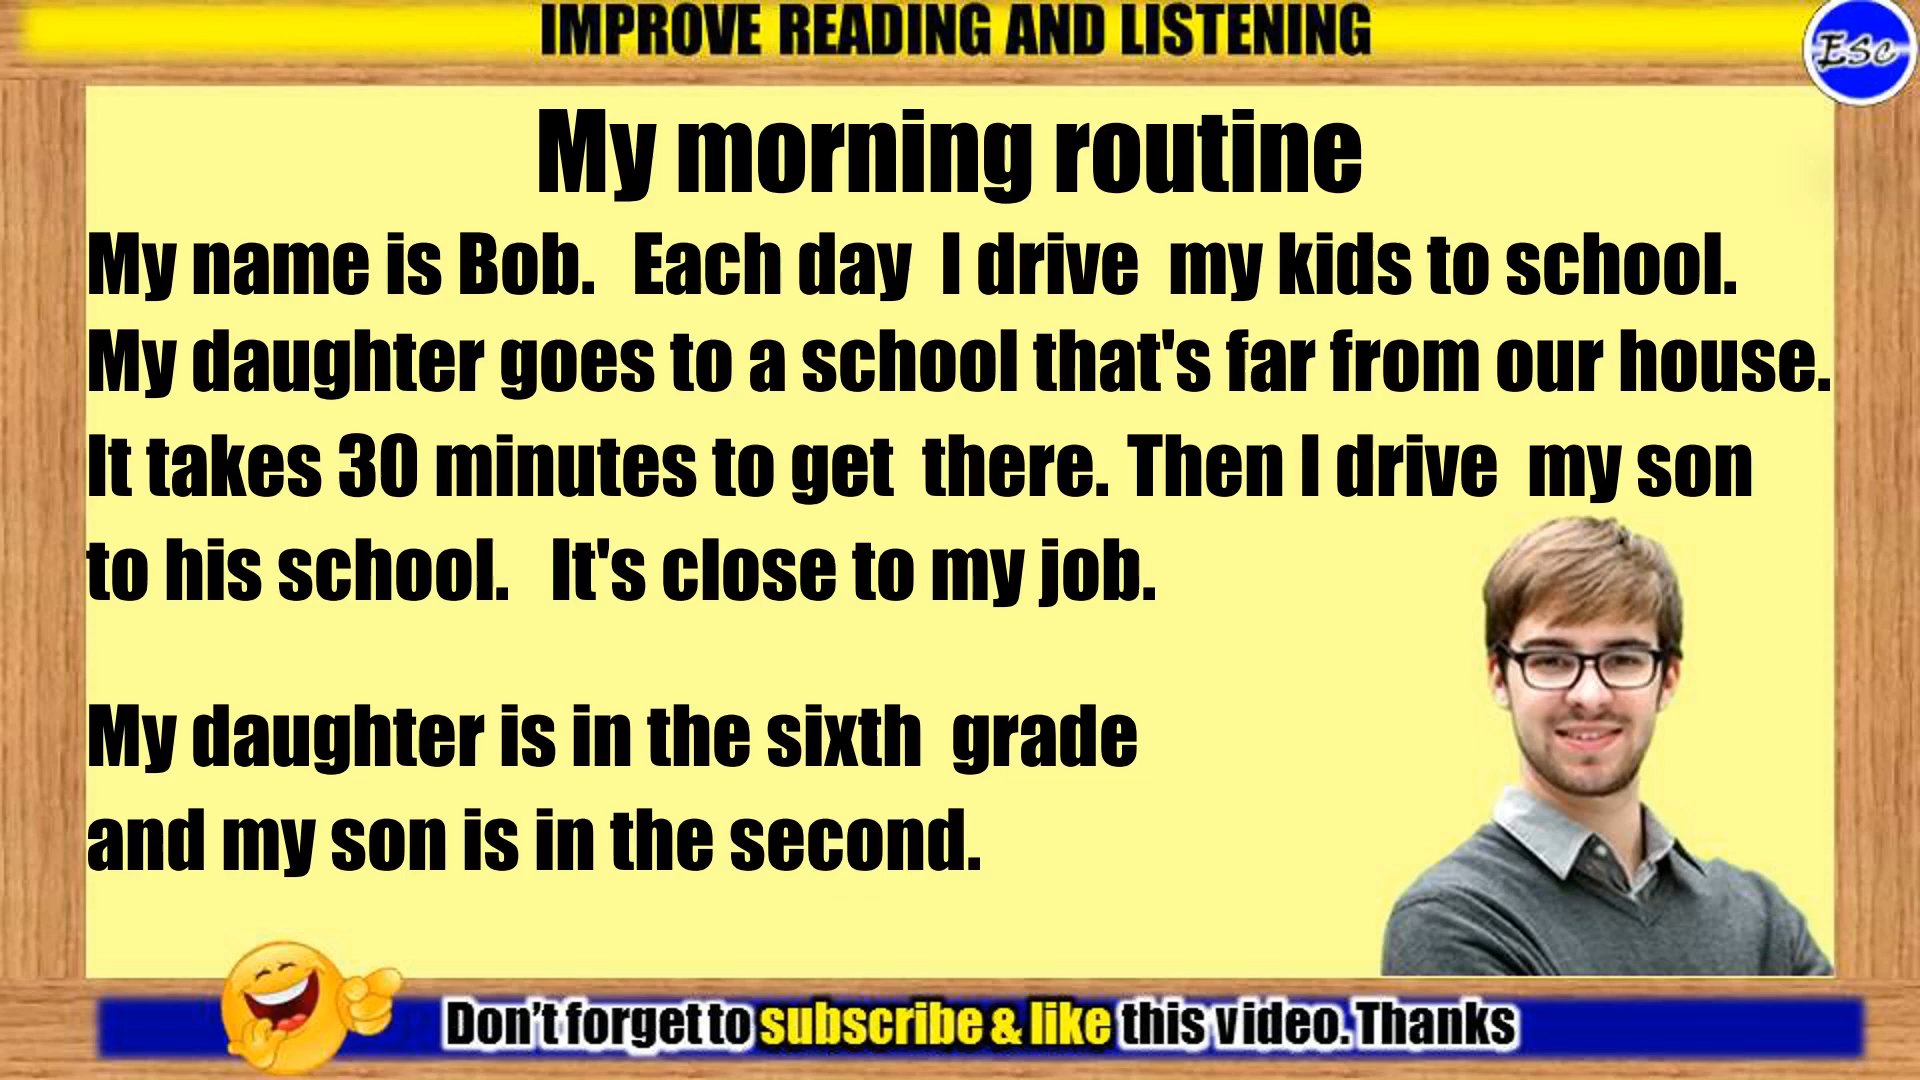 IMPROVE READING AND LISTENING
ESC
My morning routine
My name is Bob. Each day I drive my kids to school.
My daughter goes to a school that's far from our house.
It takes 30 minutes to get there. Then I drive my son
to his school. It's close to my job.
My daughter is in the sixth grade
and my son is in the second.
Don't forget to subscribe & like this video. Thanks